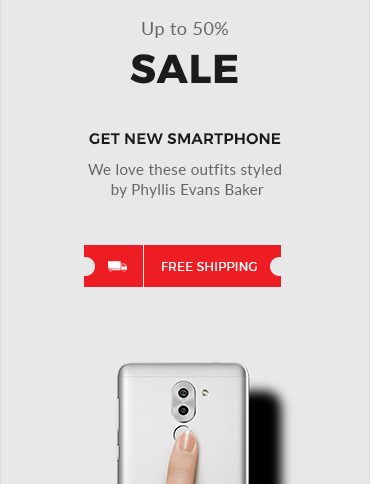 Up to 50%
SALE
GET NEW SMARTPHONE
We love these outfits styled
by Phyllis Evans Baker
FREE SHIPPING